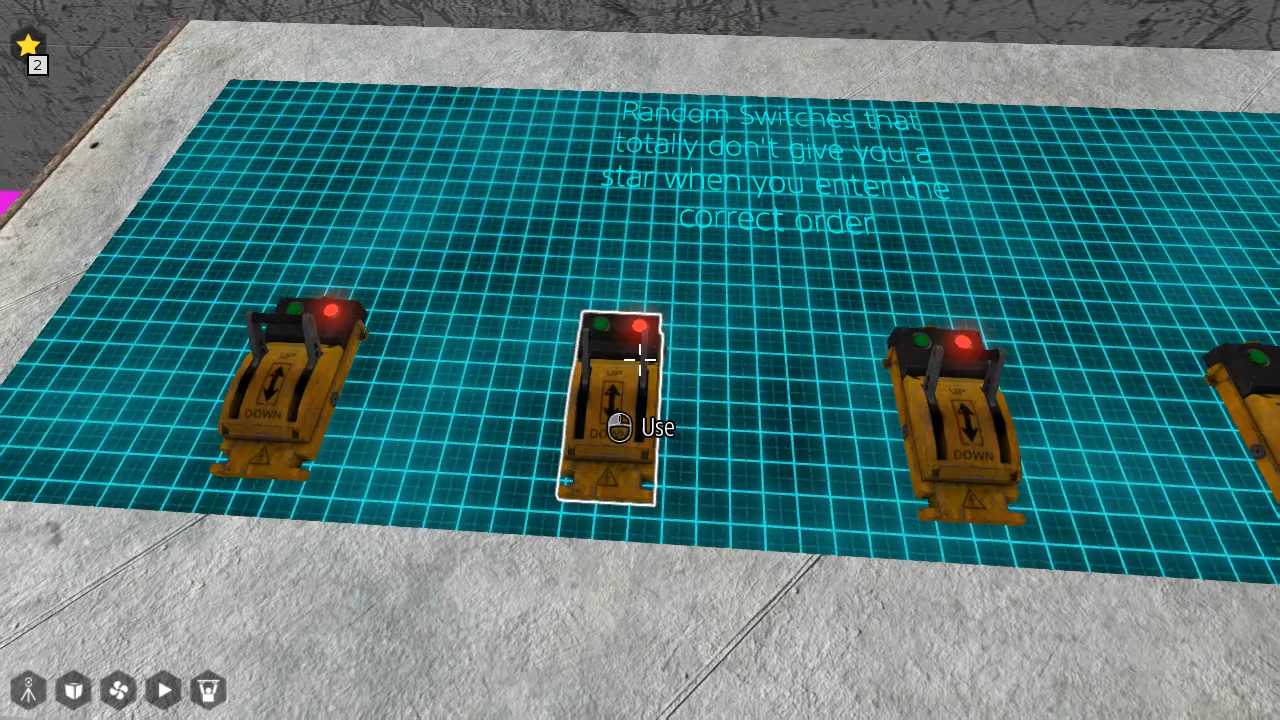 2
Random Switches that
totally don't give you a
star when you enter the
correct order
UP
DOWN
UP
Use
UP
DOWN